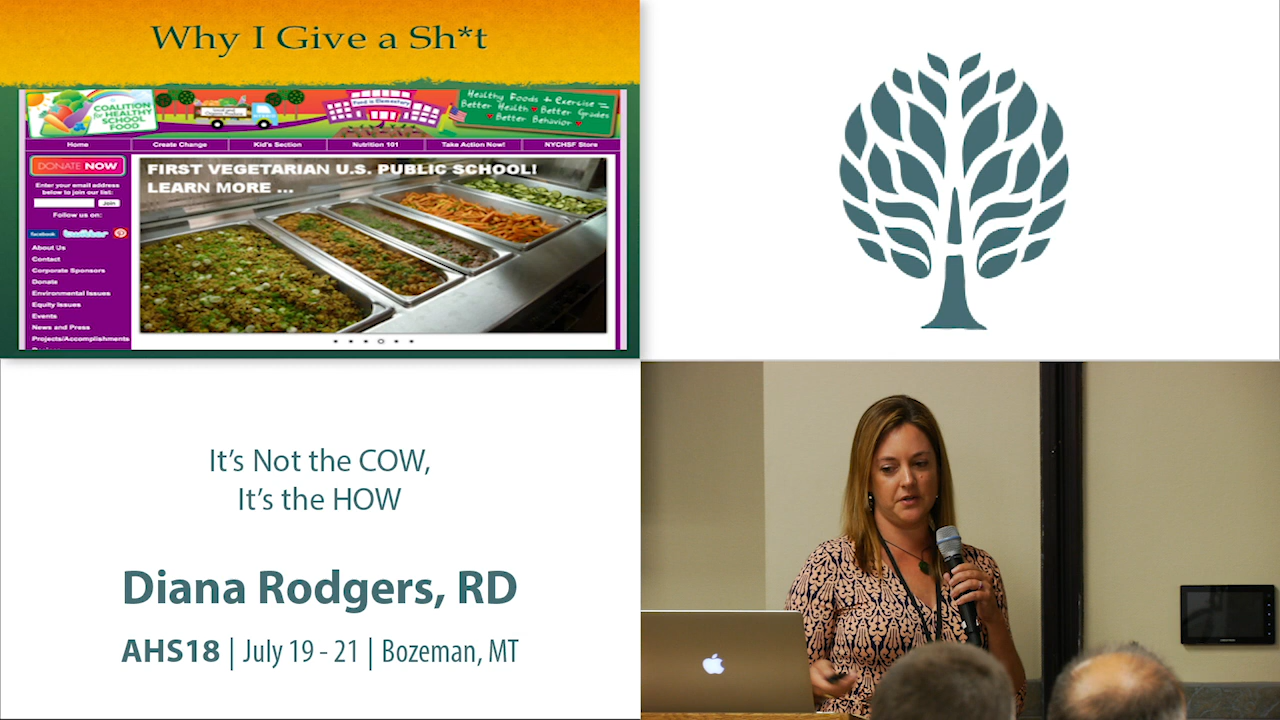 Why I Give a Sh*t
COALITION
for HEALTHY
SCHOOL
FOOD
Food is Elementary
Healthy Foods + Exercise =
Better Health Better Grades
Better Behavior
Home Create Change Kid's Section Nutrition 101 Take Action Now! NYCHSF Store
DONATE NOW
Enter your email address
below to join our list:
Join
Follow us on:
facebook twitter
About Us
Contact
Corporate Sponsors
Donate
Environmental Issues
Equity Issues
Events
News and Press
Projects/Accomplishments
FIRST VEGETARIAN U.S. PUBLIC SCHOOL!
LEARN MORE ...
It's Not the COW,
It's the HOW
Diana Rodgers, RD
AHS18 | July 19 - 21 | Bozeman, MT